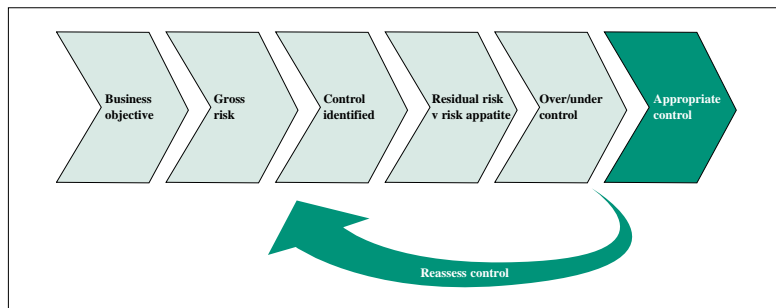 Business
objective
Gross
risk
Control
identified
Residual risk
v risk appatite
Over/under
control
Appropriate
control
Reassess control